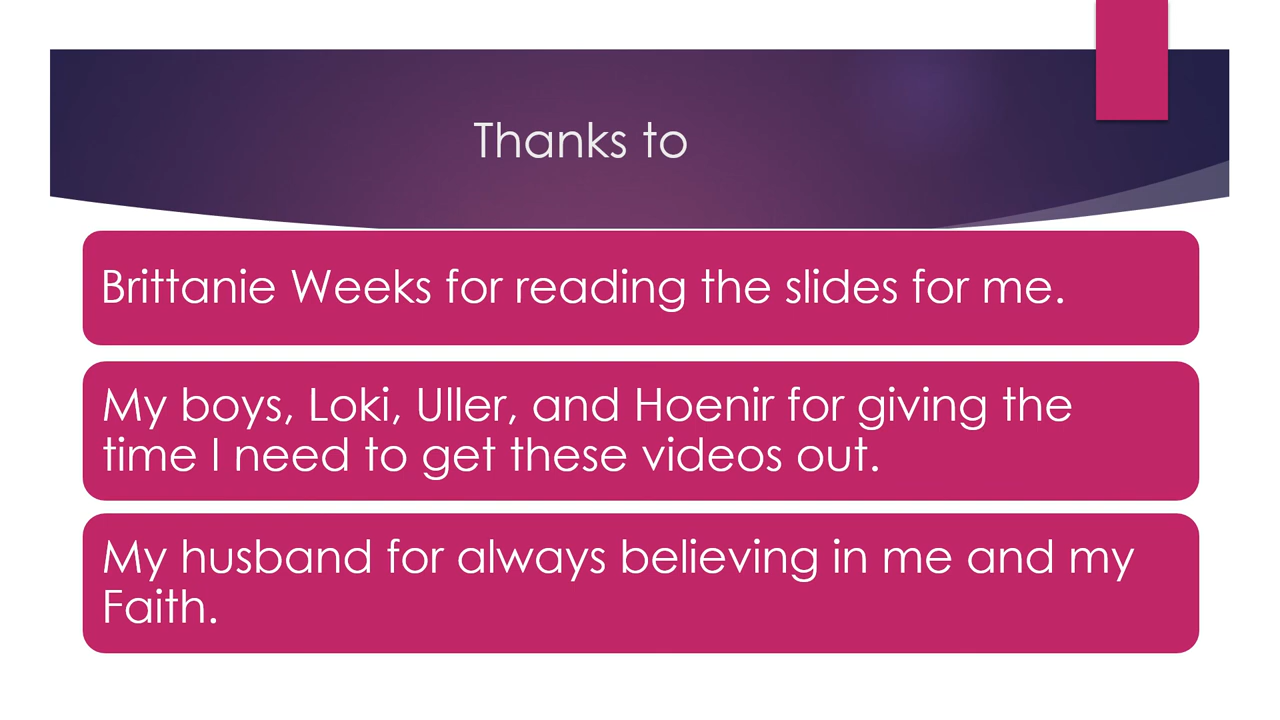 Thanks to
Brittanie Weeks for reading the slides for me.
My boys, Loki, Uller, and Hoenir for giving the
time I need to get these videos out.
My husband for always believing in me and my
Faith.